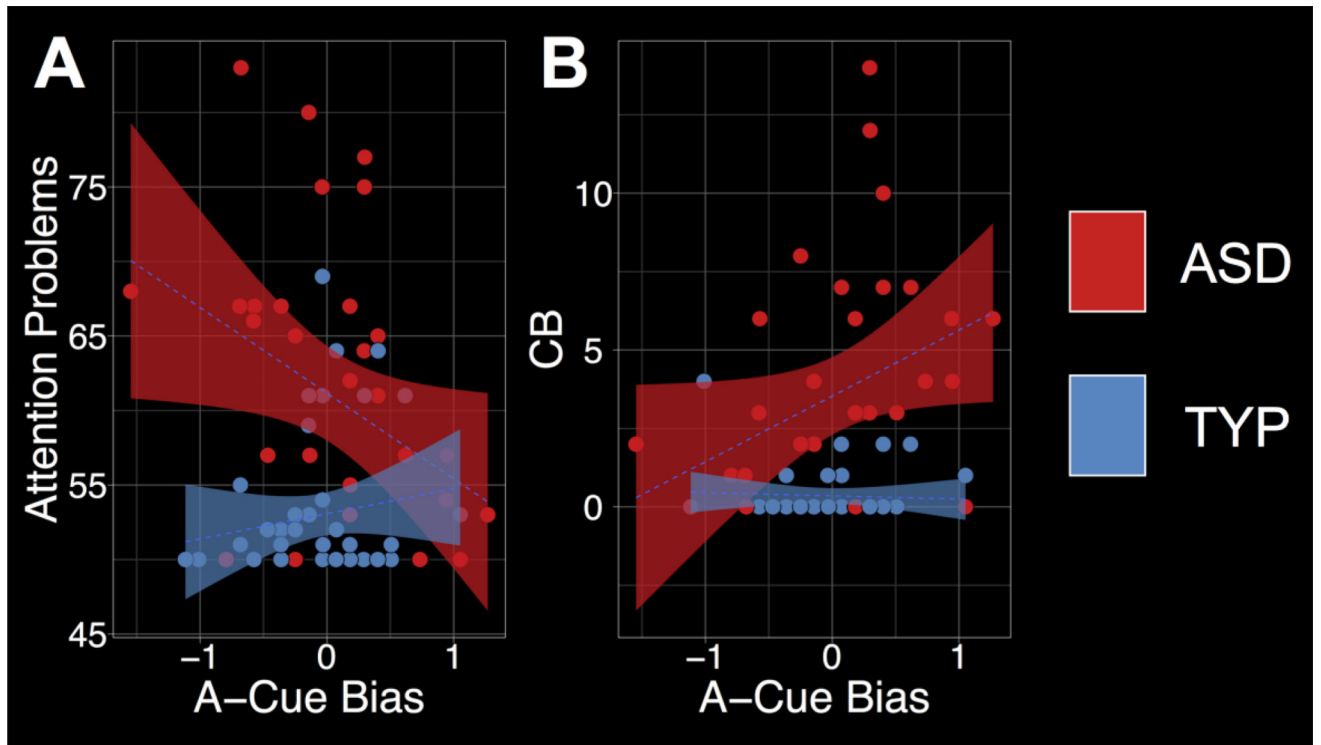 A
B
Attention Problems
75
65
55
45
−1 0 1
A−Cue Bias
CB
10
5
0
−1 0 1
A−Cue Bias
ASD
TYP